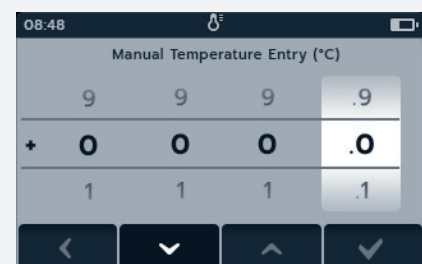 08:48
Manual Temperature Entry (°C)
9 9 9 .9
+ 0 0 0 .0
1 1 1 .1